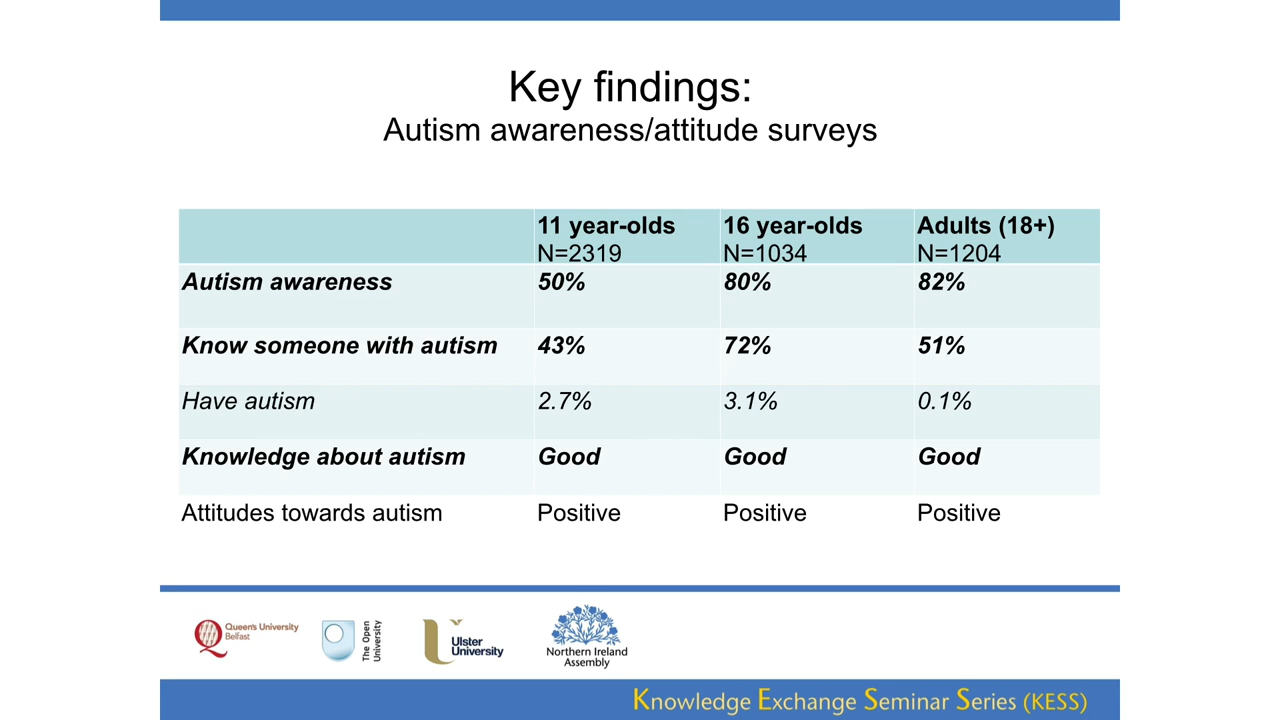 Key findings:
Autism awareness/attitude surveys
11 year-olds 16 year-olds Adults (18+)
N=2319 N=1034 N=1204
Autism awareness 50% 80% 82%
Know someone with autism 43% 72% 51%
Have autism 2.7% 3.1% 0.1%
Knowledge about autism Good Good Good
Attitudes towards autism Positive Positive Positive
Queen's University
Belfast
The Open
University
Ulster
University
Northern Ireland
Assembly
Knowledge Exchange Seminar Series (KESS)